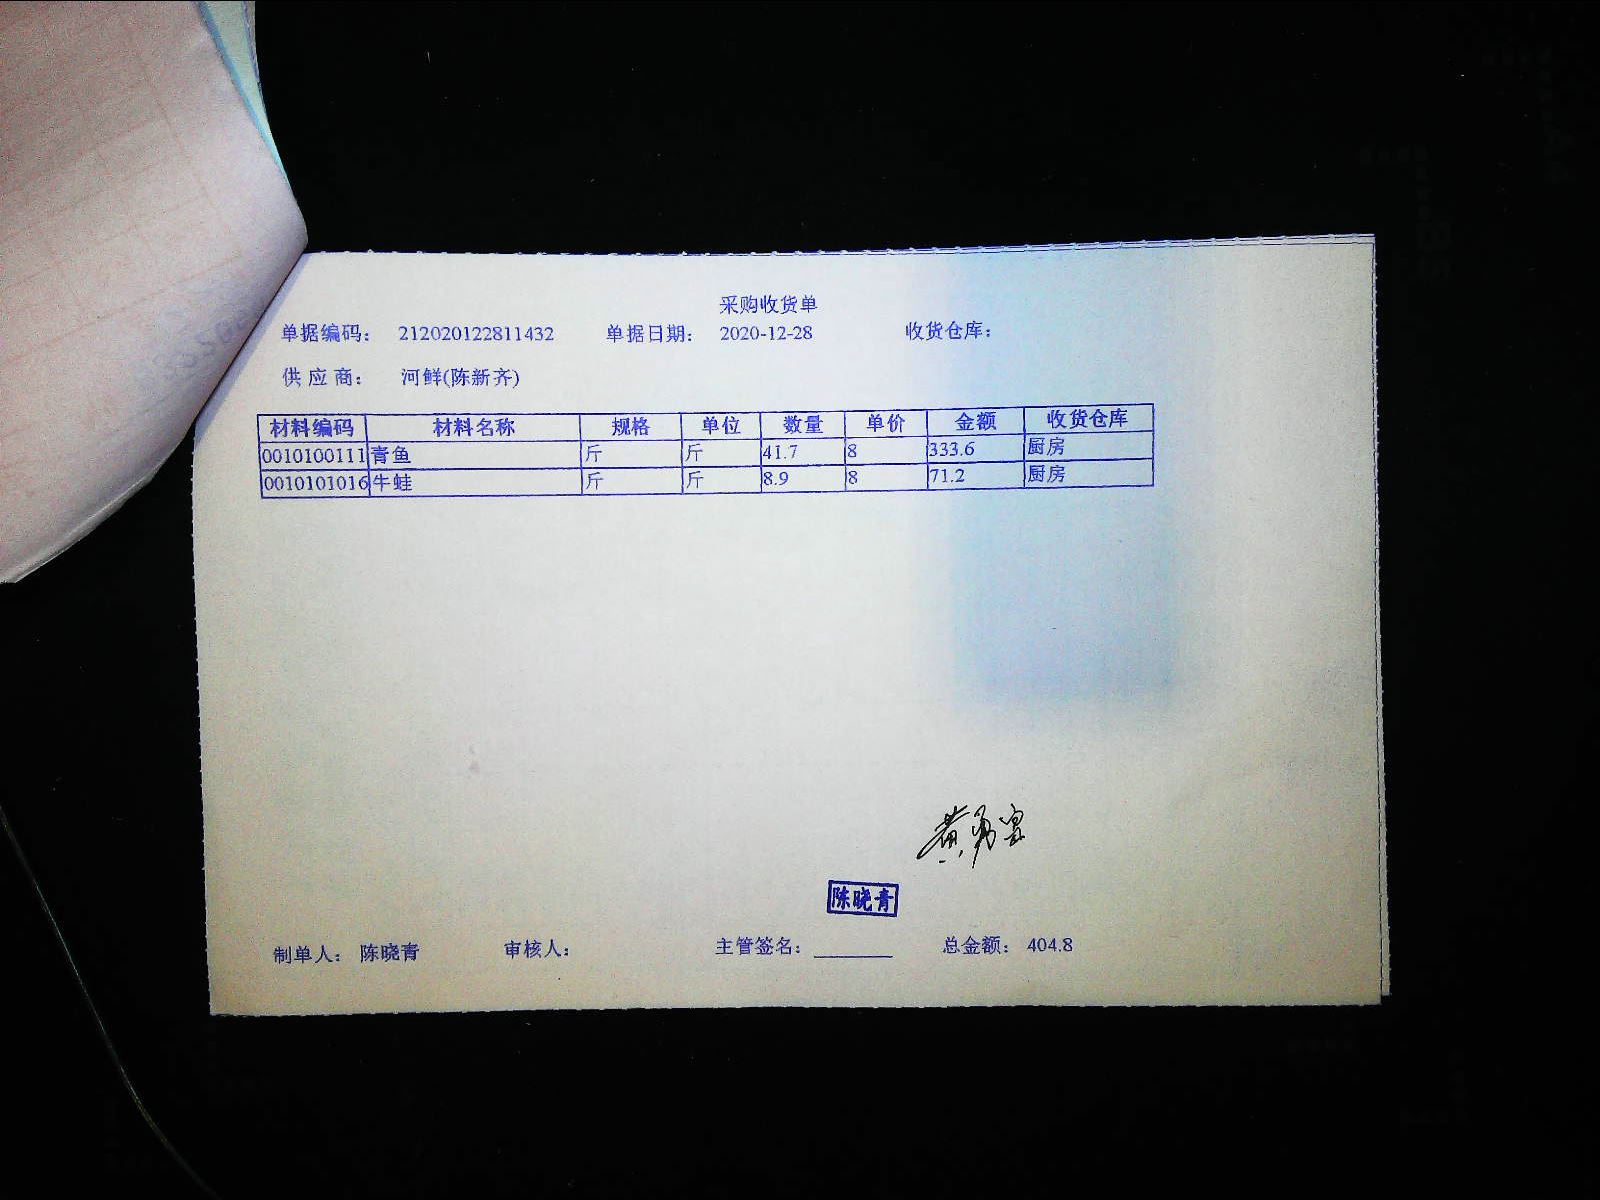 采购收货单
单据编码： 212020122811432 单据日期： 2020-12-28 收货仓库：
供 应 商： 河鲜(陈新齐)
材料编码 材料名称 规格 单位 数量 单价 金额 收货仓库
0010100111 青鱼 斤 斤 41.7 8 333.6 厨房
0010101016 牛蛙 斤 斤 8.9 8 71.2 厨房
陈晓青
制单人： 陈晓青 审核人： 主管签名： 总金额： 404.8